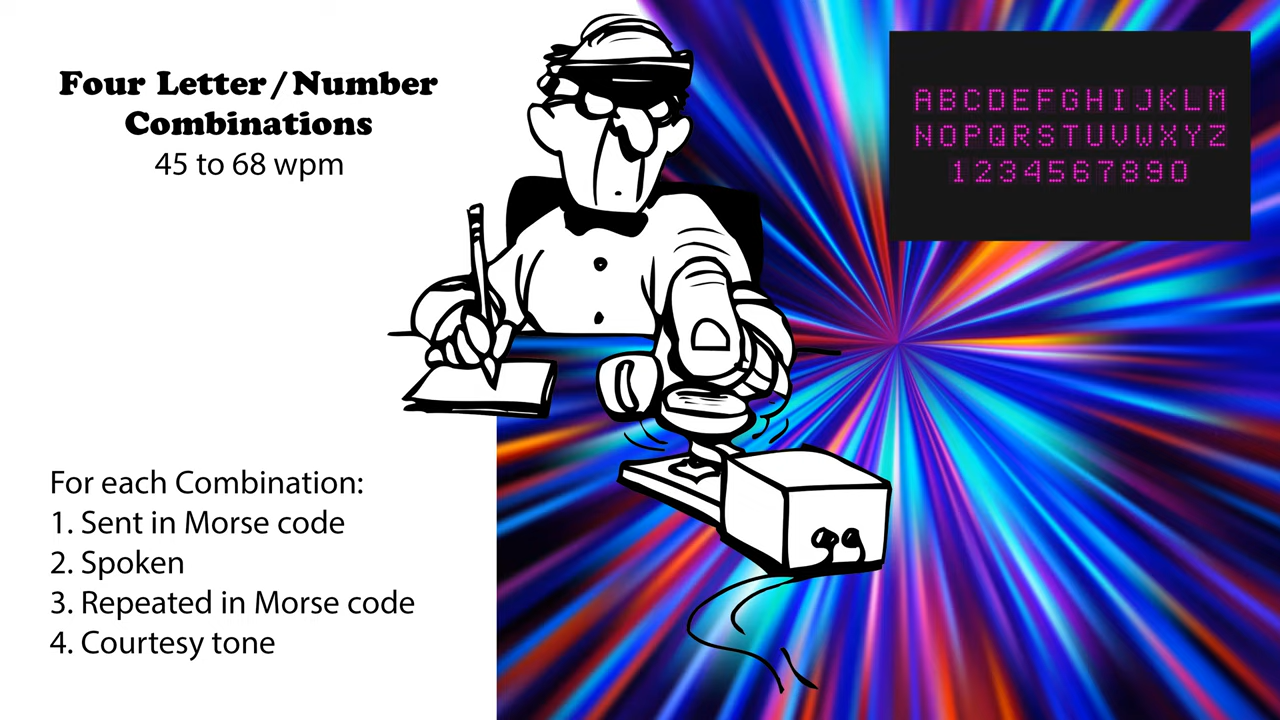 Four Letter/Number
Combinations
45 to 68 wpm
ABCDEFGHIJKLM
NOPQRSTUVWXYZ
1234567890
For each Combination:
1. Sent in Morse code
2. Spoken
3. Repeated in Morse code
4. Courtesy tone